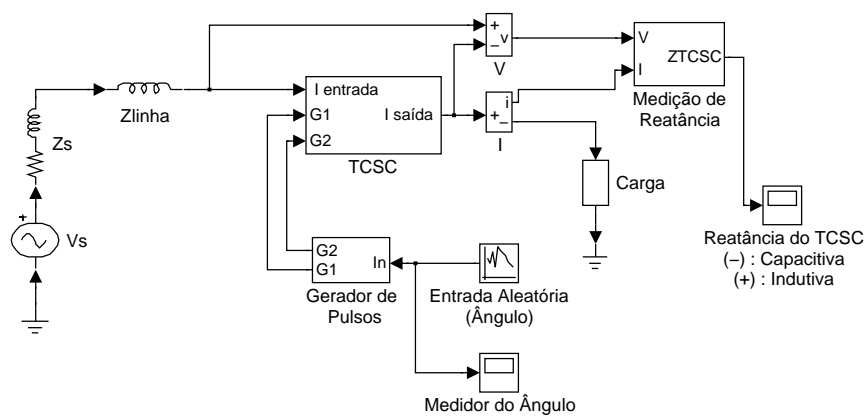 +
−
v
V
V
I
ZTCSC
Medição de
Reatância
Zlinha
I entrada
G1
G2
I saída
TCSC
+
−
i
I
Zs
Carga
+
Vs
Reatância do TCSC
(−) : Capacitiva
(+) : Indutiva
G2
G1
In
Gerador de
Pulsos
Entrada Aleatória
(Ângulo)
Medidor do Ângulo